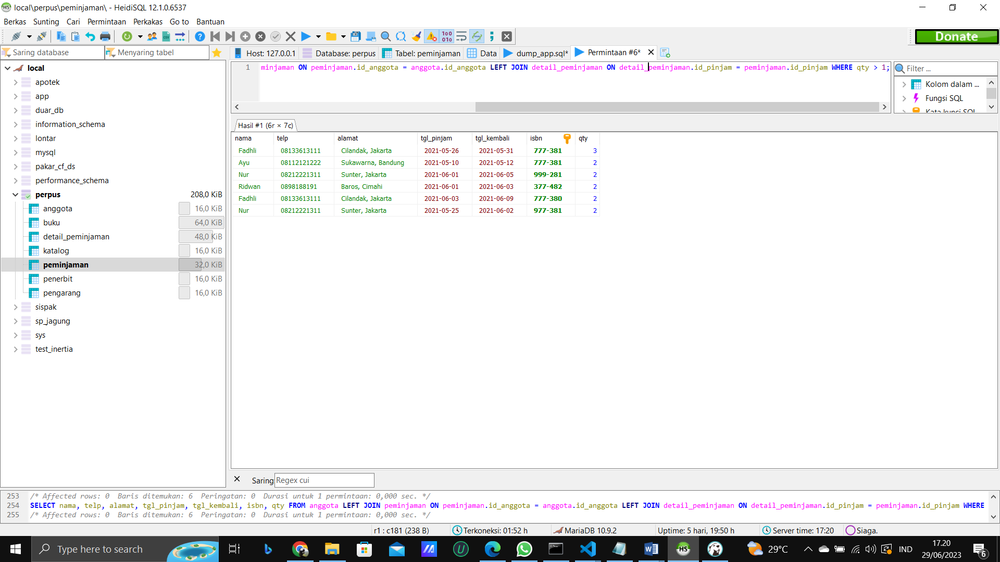 local\perpus\peminjaman\ - HeidiSQL 12.1.0.6537
Berkas Sunting Cari Permintaan Perkakas Go to Bantuan
Donate
Saring database Menyaring tabel
Host: 127.0.0.1 Database: perpus Tabel: peminjaman Data dump_app.sql* Permintaan #6*
local
apotek
app
duar_db
information_schema
lontar
mysql
pakar_cf_ds
performance_schema
perpus 208,0 KiB
anggota 16,0 KiB
buku 64,0 KiB
detail_peminjaman 48,0 KiB
katalog 16,0 KiB
peminjaman 32,0 KiB
penerbit 16,0 KiB
pengarang 16,0 KiB
sispak
sp_jagung
sys
test_inertia
1 minjaman ON peminjaman.id_anggota = anggota.id_anggota LEFT JOIN detail_peminjaman ON detail_peminjaman.id_pinjam = peminjaman.id_pinjam WHERE qty > 1;
Filter ...
Kolom dalam ...
Fungsi SQL
Kata kunci SQL
Hasil #1 (6r × 7c)
nama telp alamat tgl_pinjam tgl_kembali isbn qty
Fadhli 08133613111 Cilandak, Jakarta 2021-05-26 2021-05-31 777-381 3
Ayu 08112121222 Sukawarna, Bandung 2021-05-10 2021-05-12 777-381 2
Nur 08212221311 Sunter, Jakarta 2021-06-01 2021-06-05 999-281 2
Ridwan 0898188191 Baros, Cimahi 2021-06-01 2021-06-03 377-482 2
Fadhli 08133613111 Cilandak, Jakarta 2021-06-03 2021-06-09 777-380 2
Nur 08212221311 Sunter, Jakarta 2021-05-25 2021-06-02 977-381 2
Saring Regex cui
253 /* Affected rows: 0 Baris ditemukan: 6 Peringatan: 0 Durasi untuk 1 permintaan: 0,000 sec. */
254 SELECT nama, telp, alamat, tgl_pinjam, tgl_kembali, isbn, qty FROM anggota LEFT JOIN peminjaman ON peminjaman.id_anggota = anggota.id_anggota LEFT JOIN detail_peminjaman ON detail_peminjaman.id_pinjam = peminjaman.id_pinjam WHERE
255 /* Affected rows: 0 Baris ditemukan: 6 Peringatan: 0 Durasi untuk 1 permintaan: 0,000 sec. */
r1 : c181 (238 B) Terkoneksi: 01:52 h MariaDB 10.9.2 Uptime: 5 hari, 19:50 h Server time: 17:20 Siaga.
Type here to search 29°C IND 17.20
29/06/2023 6